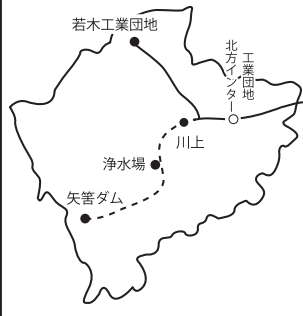 若木工業団地
工業団地
北方インター
川上
浄水場
矢筈ダム